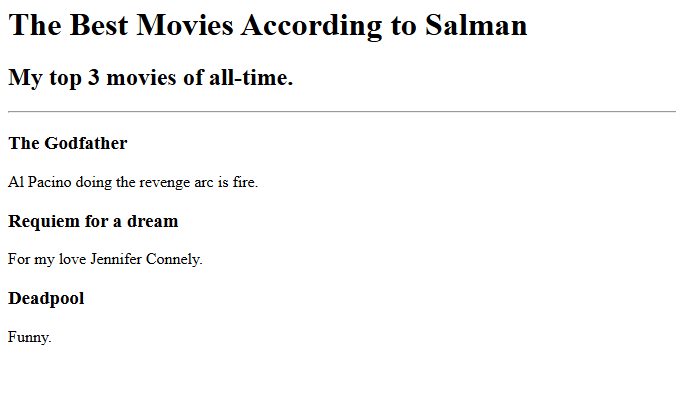 The Best Movies According to Salman
My top 3 movies of all-time.
The Godfather
Al Pacino doing the revenge arc is fire.
Requiem for a dream
For my love Jennifer Connely.
Deadpool
Funny.